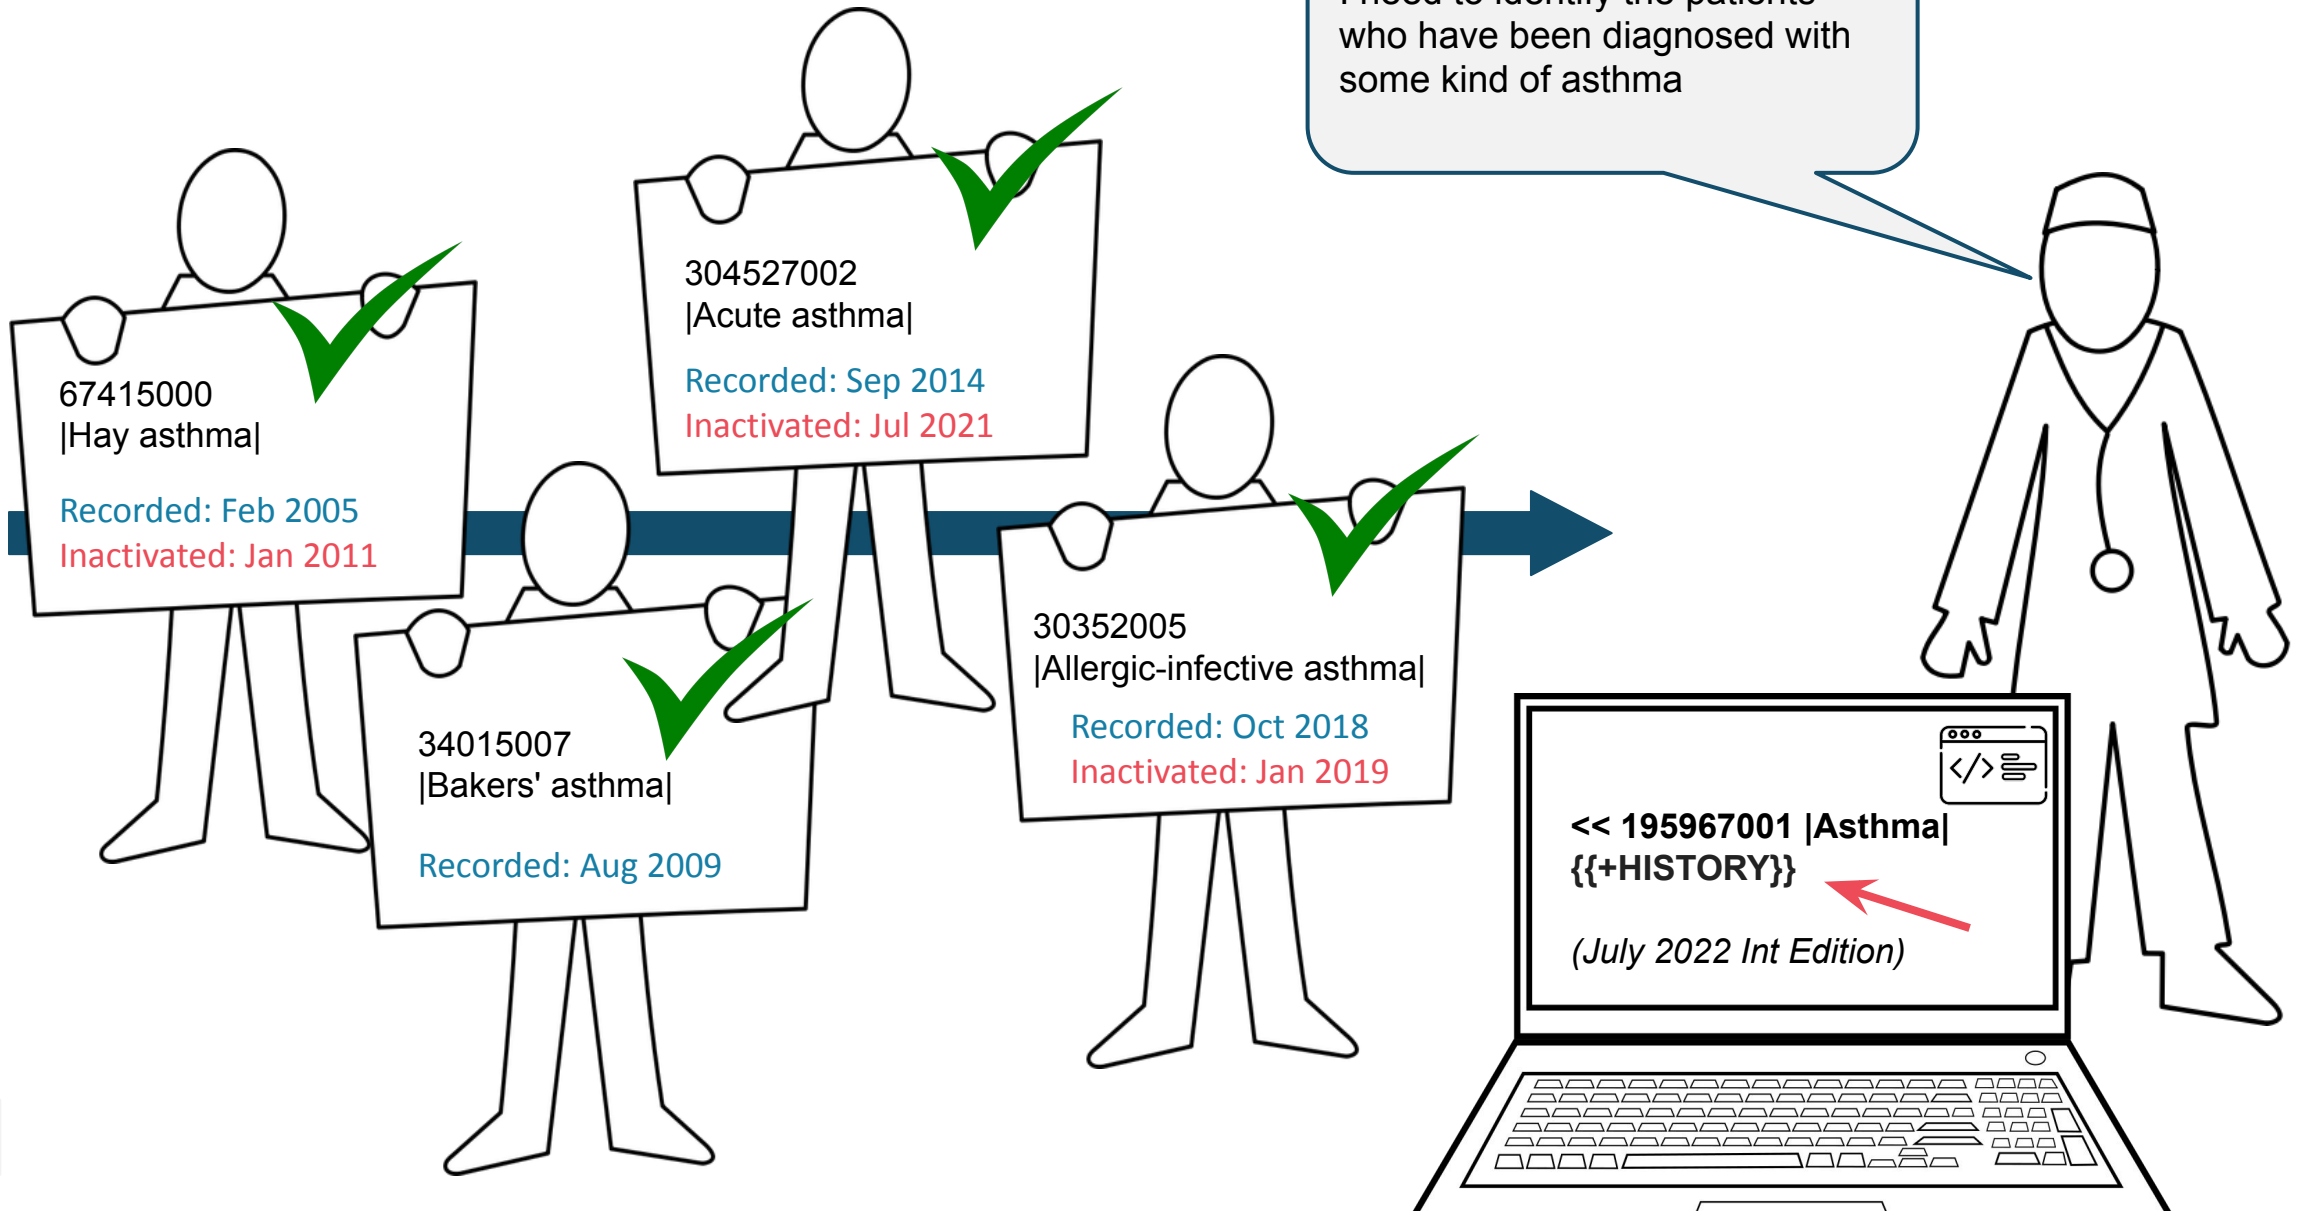 who have been diagnosed with
some kind of asthma
304527002
|Acute asthma|
Recorded: Sep 2014
Inactivated: Jul 2021
67415000
|Hay asthma|
Recorded: Feb 2005
Inactivated: Jan 2011
30352005
|Allergic-infective asthma|
Recorded: Oct 2018
Inactivated: Jan 2019
34015007
|Bakers' asthma|
Recorded: Aug 2009
</>
<< 195967001 |Asthma|
{{+HISTORY}}
(July 2022 Int Edition)